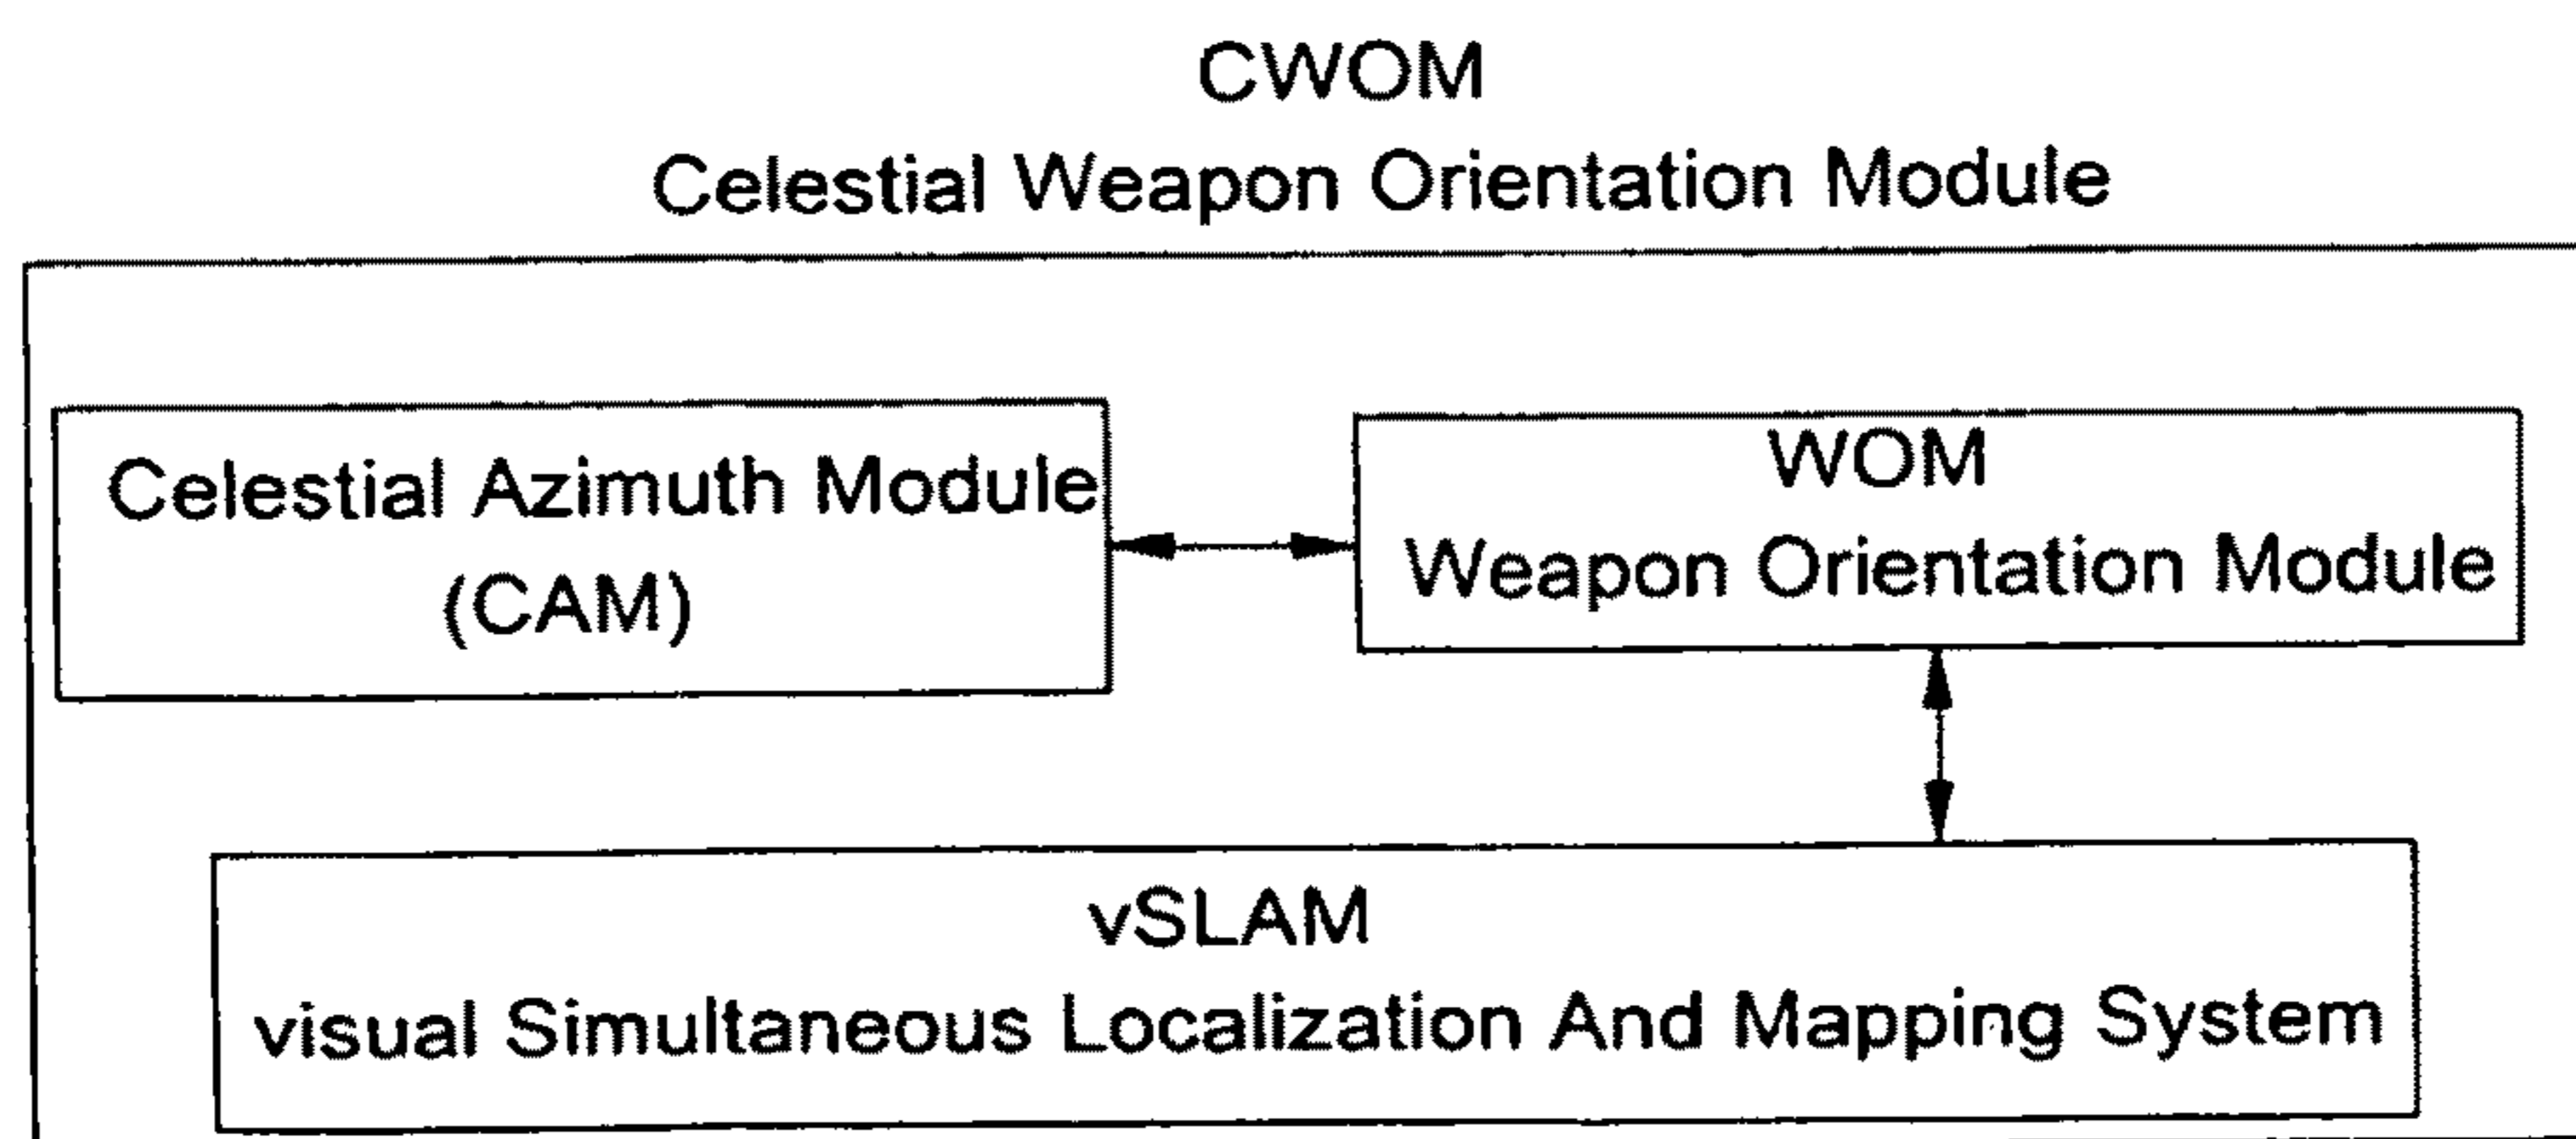 CWOM
Celestial Weapon Orientation Module
Celestial Azimuth Module
(CAM)
WOM
Weapon Orientation Module
vSLAM
visual Simultaneous Localization And Mapping System